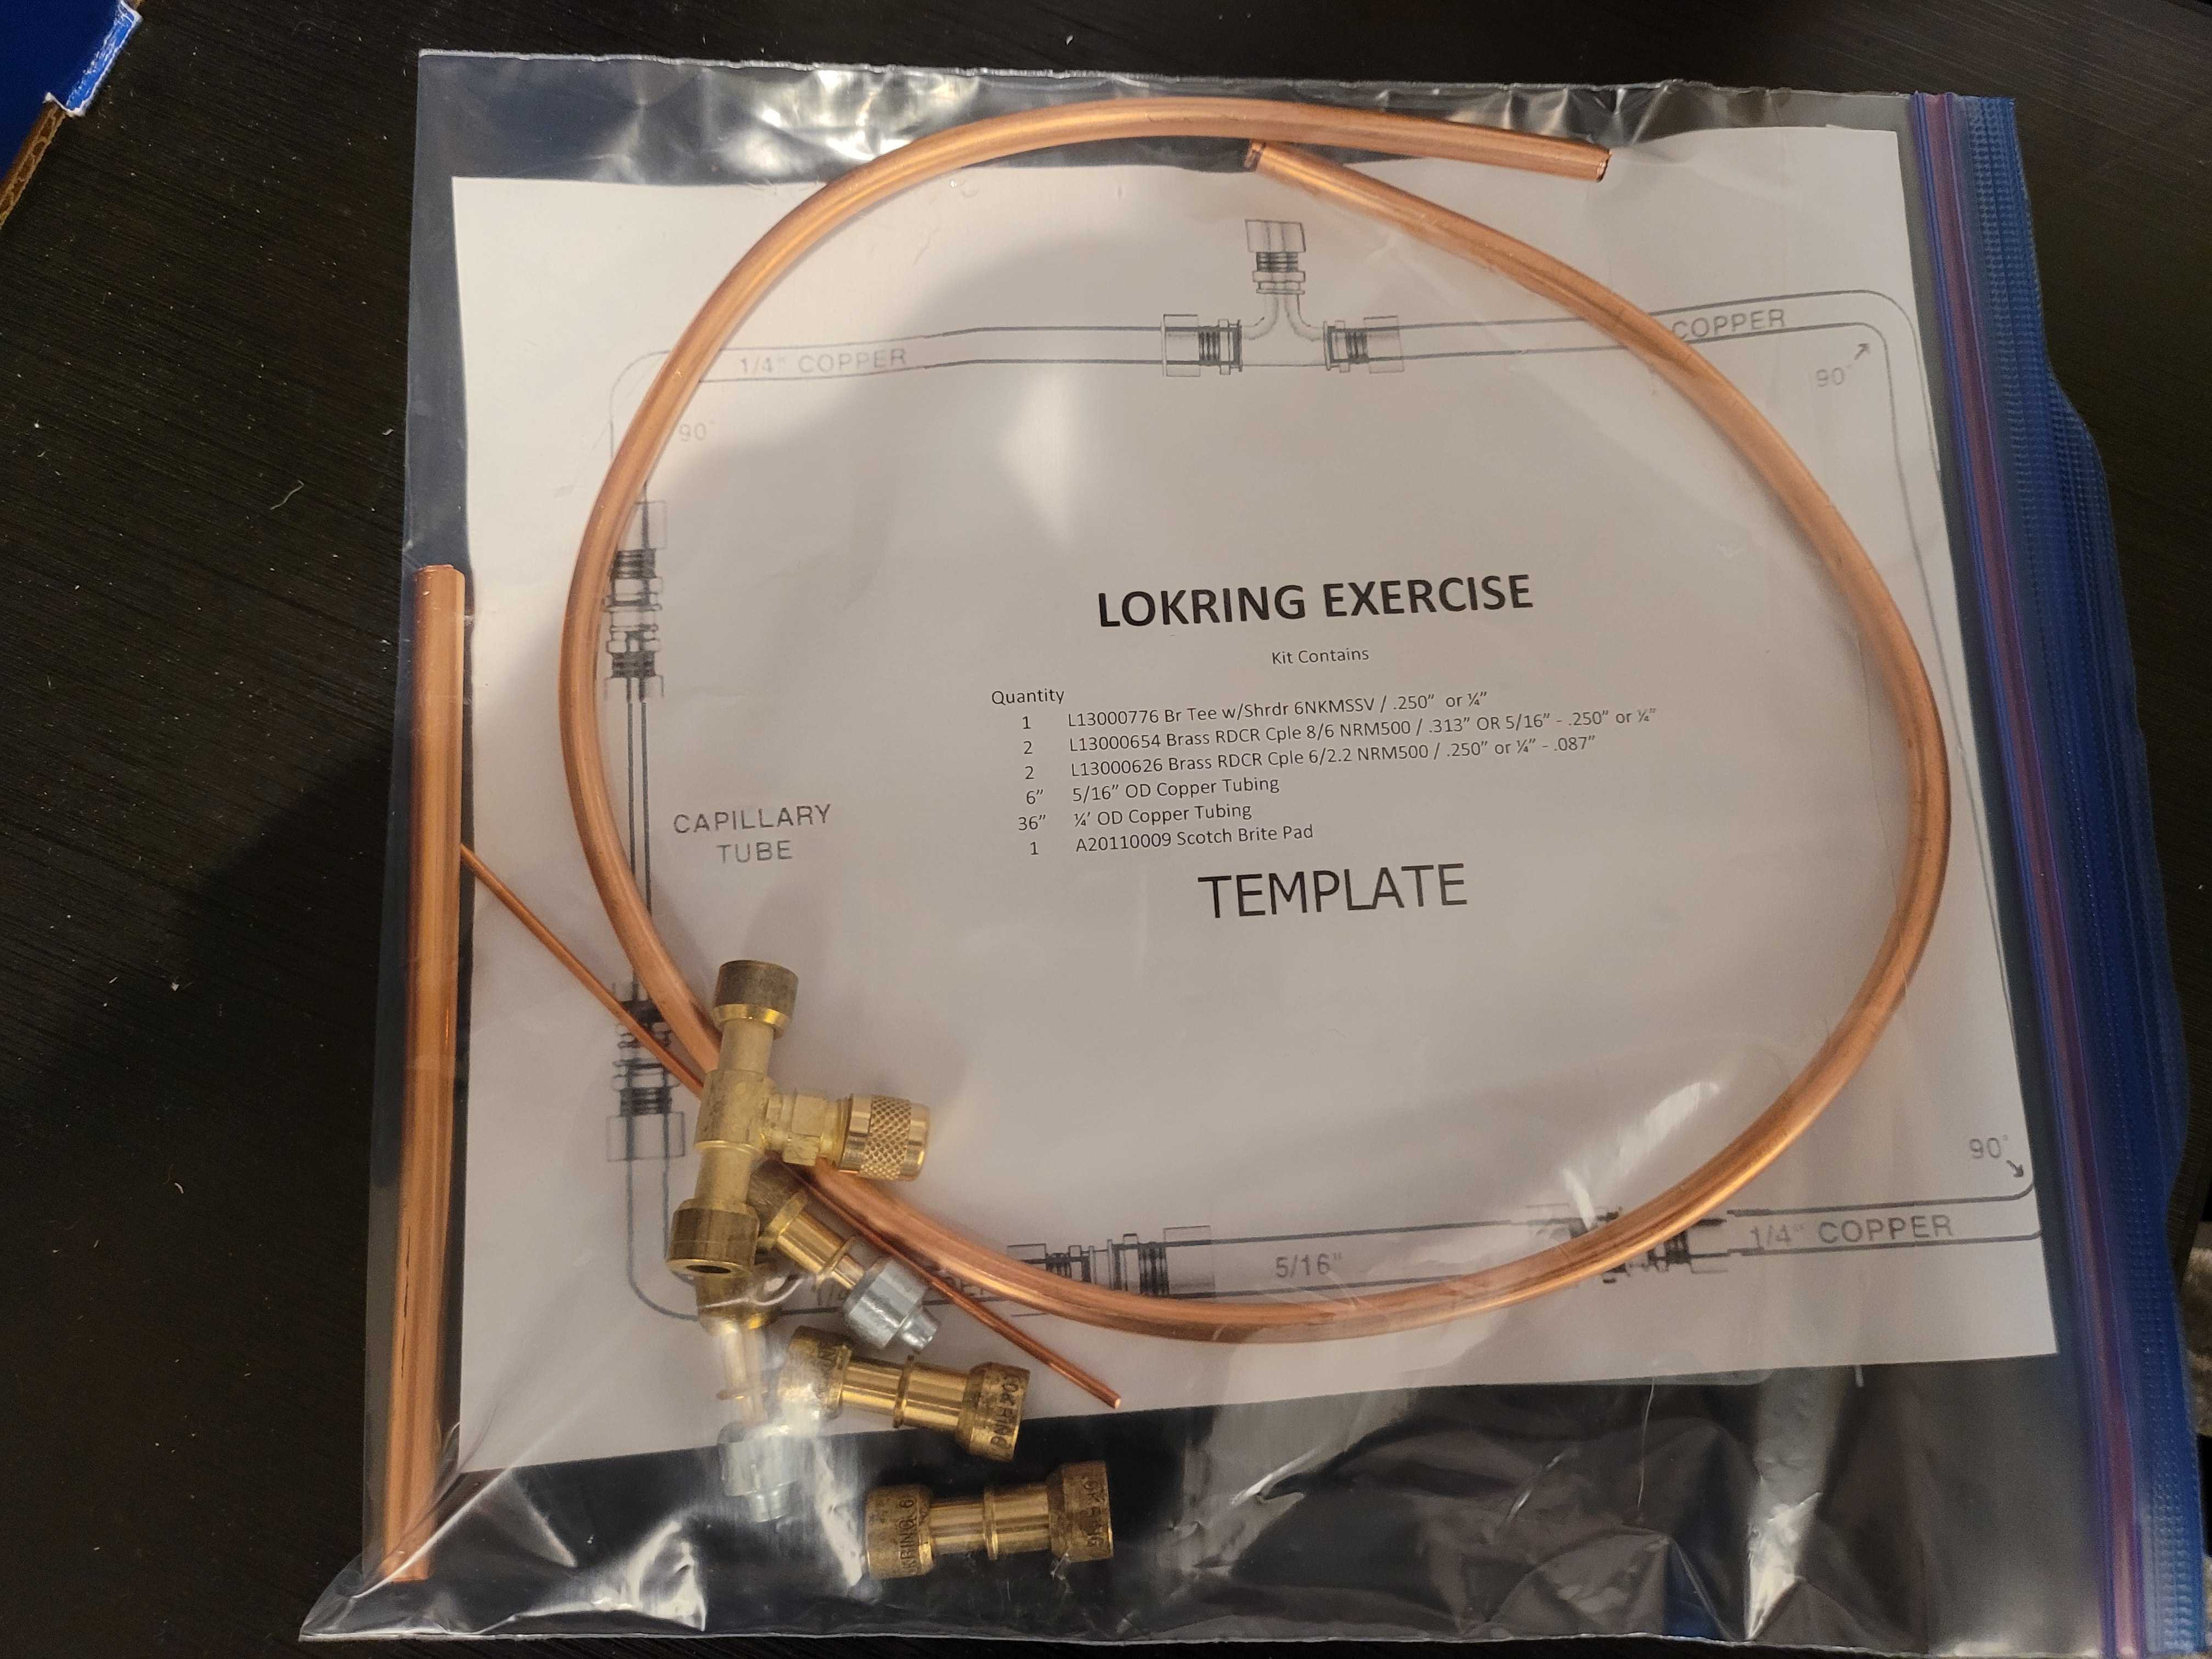 1/4" COPPER
COPPER
90°
90°
LOKRING EXERCISE
Kit Contains
Quantity
1 L13000776 Br Tee w/Shrdr 6NKMSSV / .250" or ¼"
2 L13000654 Brass RDCR Cple 8/6 NRM500 / .313" OR 5/16" - .250" or ¼"
2 L13000626 Brass RDCR Cple 6/2.2 NRM500 / .250" or ¼" - .087"
6" 5/16" OD Copper Tubing
36" ¼' OD Copper Tubing
1 A20110009 Scotch Brite Pad
CAPILLARY
TUBE
TEMPLATE
90°
1/4" COPPER
5/16"
LOKRING